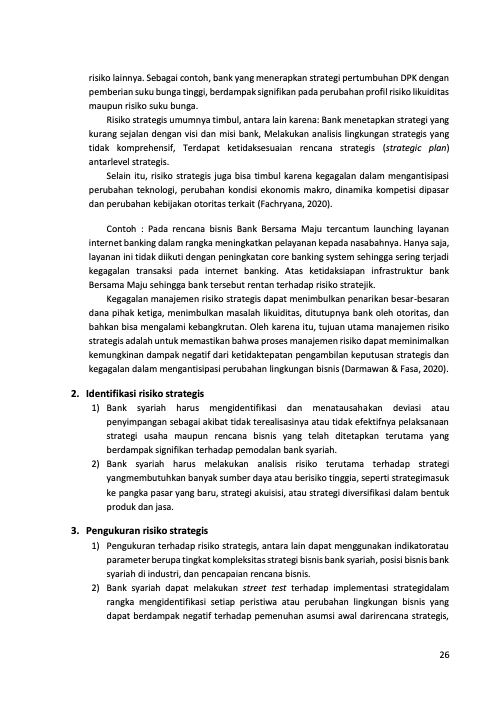 risiko lainnya. Sebagai contoh, bank yang menerapkan strategi pertumbuhan DPK dengan
pemberian suku bunga tinggi, berdampak signifikan pada perubahan profil risiko likuiditas
maupun risiko suku bunga.
Risiko strategis umumnya timbul, antara lain karena: Bank menetapkan strategi yang
kurang sejalan dengan visi dan misi bank, Melakukan analisis lingkungan strategis yang
tidak komprehensif, Terdapat ketidaksesuaian rencana strategis (strategic plan)
antarlevel strategis.
Selain itu, risiko strategis juga bisa timbul karena kegagalan dalam mengantisipasi
perubahan teknologi, perubahan kondisi ekonomis makro, dinamika kompetisi dipasar
dan perubahan kebijakan otoritas terkait (Fachryana, 2020).
Contoh : Pada rencana bisnis Bank Bersama Maju tercantum launching layanan
internet banking dalam rangka meningkatkan pelayanan kepada nasabahnya. Hanya saja,
layanan ini tidak diikuti dengan peningkatan core banking system sehingga sering terjadi
kegagalan transaksi pada internet banking. Atas ketidaksiapan infrastruktur bank
Bersama Maju sehingga bank tersebut rentan terhadap risiko stratejik.
Kegagalan manajemen risiko strategis dapat menimbulkan penarikan besar-besaran
dana pihak ketiga, menimbulkan masalah likuiditas, ditutupnya bank oleh otoritas, dan
bahkan bisa mengalami kebangkrutan. Oleh karena itu, tujuan utama manajemen risiko
strategis adalah untuk memastikan bahwa proses manajemen risiko dapat meminimalkan
kemungkinan dampak negatif dari ketidaktepatan pengambilan keputusan strategis dan
kegagalan dalam mengantisipasi perubahan lingkungan bisnis (Darmawan & Fasa, 2020).
2. Identifikasi risiko strategis
1) Bank syariah harus mengidentifikasi dan menatausahakan deviasi atau
penyimpangan sebagai akibat tidak terealisasinya atau tidak efektifnya pelaksanaan
strategi usaha maupun rencana bisnis yang telah ditetapkan terutama yang
berdampak signifikan terhadap pemodalan bank syariah.
2) Bank syariah harus melakukan analisis risiko terutama terhadap strategi
yangmembutuhkan banyak sumber daya atau berisiko tinggia, seperti strategimasuk
ke pangka pasar yang baru, strategi akuisisi, atau strategi diversifikasi dalam bentuk
produk dan jasa.
3. Pengukuran risiko strategis
1) Pengukuran terhadap risiko strategis, antara lain dapat menggunakan indikatoratau
parameter berupa tingkat kompleksitas strategi bisnis bank syariah, posisi bisnis bank
syariah di industri, dan pencapaian rencana bisnis.
2) Bank syariah dapat melakukan street test terhadap implementasi strategidalam
rangka mengidentifikasi setiap peristiwa atau perubahan lingkungan bisnis yang
dapat berdampak negatif terhadap pemenuhan asumsi awal darirencana strategis,
26